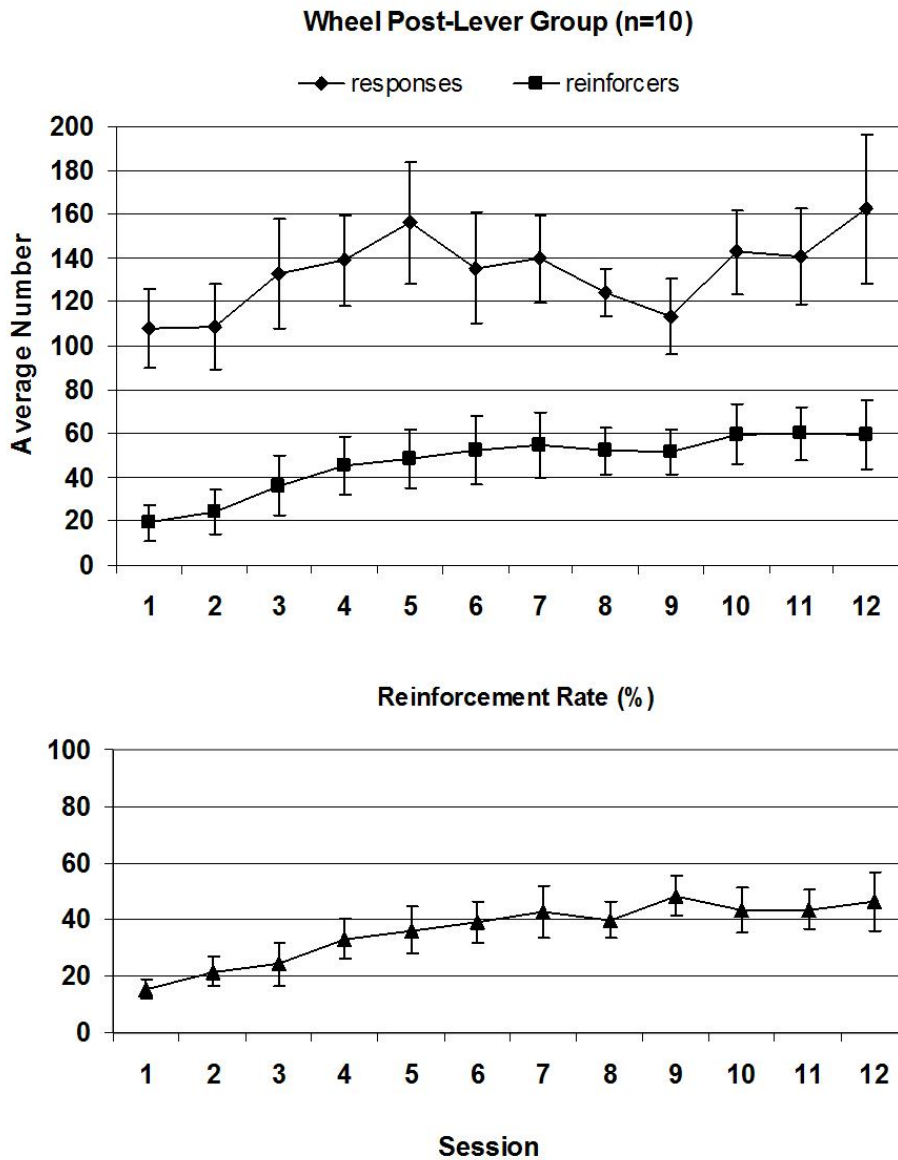 Wheel Post-Lever Group (n=10)
responses reinforcers
200
180
160
140
120
100
80
60
40
20
0
Average Number
1 2 3 4 5 6 7 8 9 10 11 12
Reinforcement Rate (%)
100
80
60
40
20
0
1 2 3 4 5 6 7 8 9 10 11 12
Session